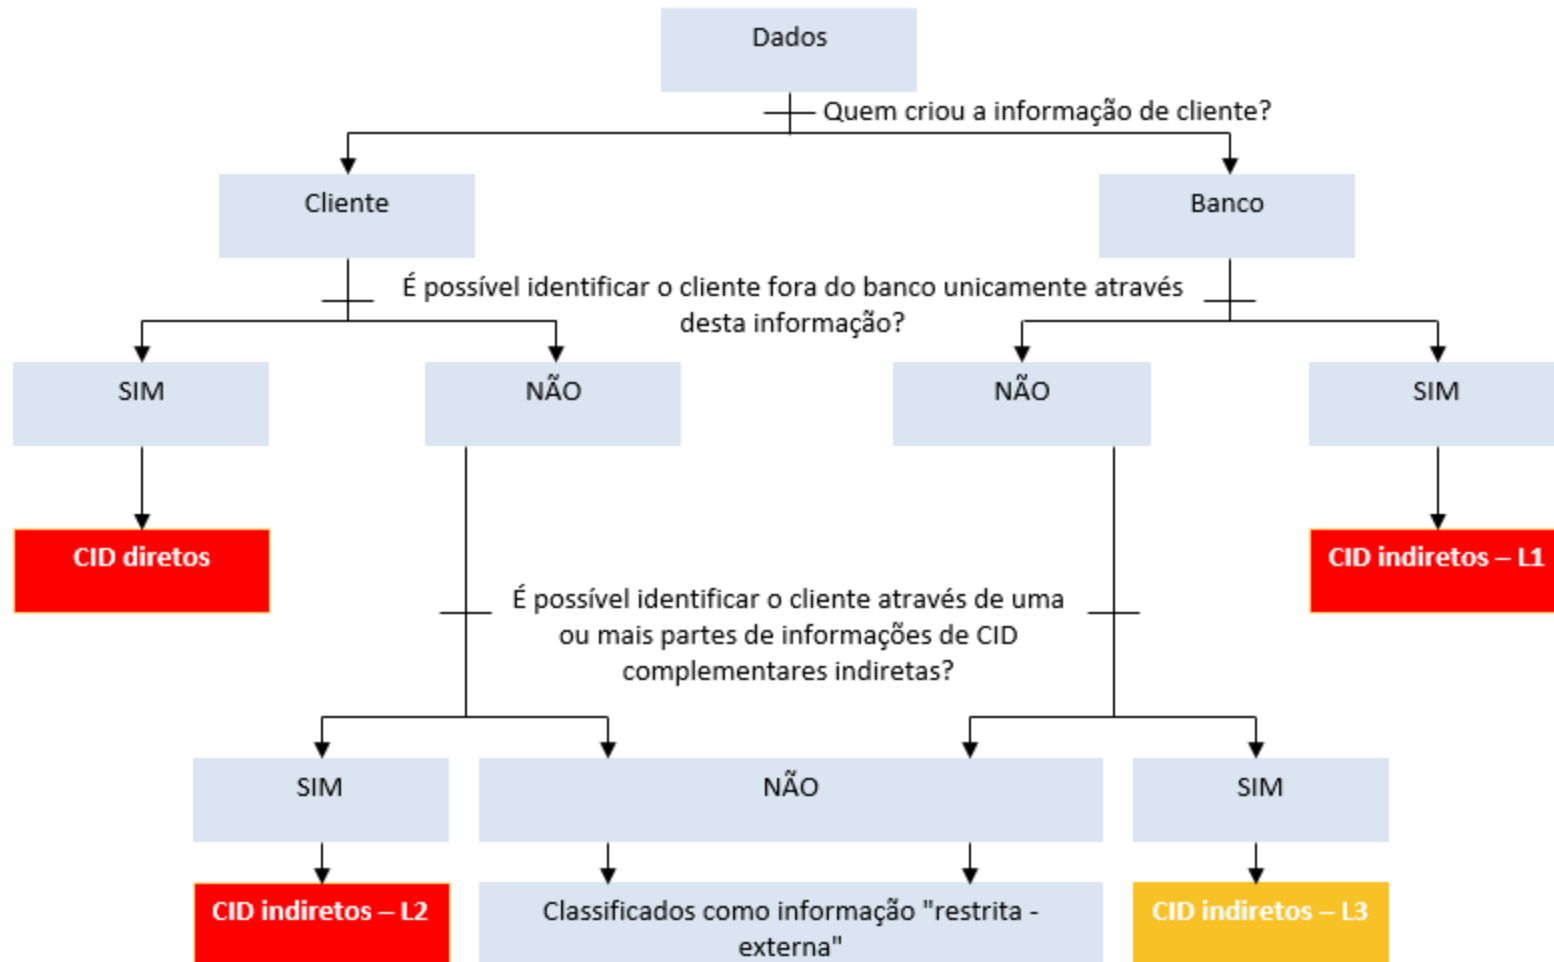 Dados
Quem criou a informação de cliente?
Cliente
Banco
É possível identificar o cliente fora do banco unicamente através
desta informação?
SIM
NÃO
NÃO
SIM
CID diretos
CID indiretos – L1
É possível identificar o cliente através de uma
ou mais partes de informações de CID
complementares indiretas?
SIM
NÃO
SIM
CID indiretos – L2
Classificados como informação "restrita -
externa"
CID indiretos – L3